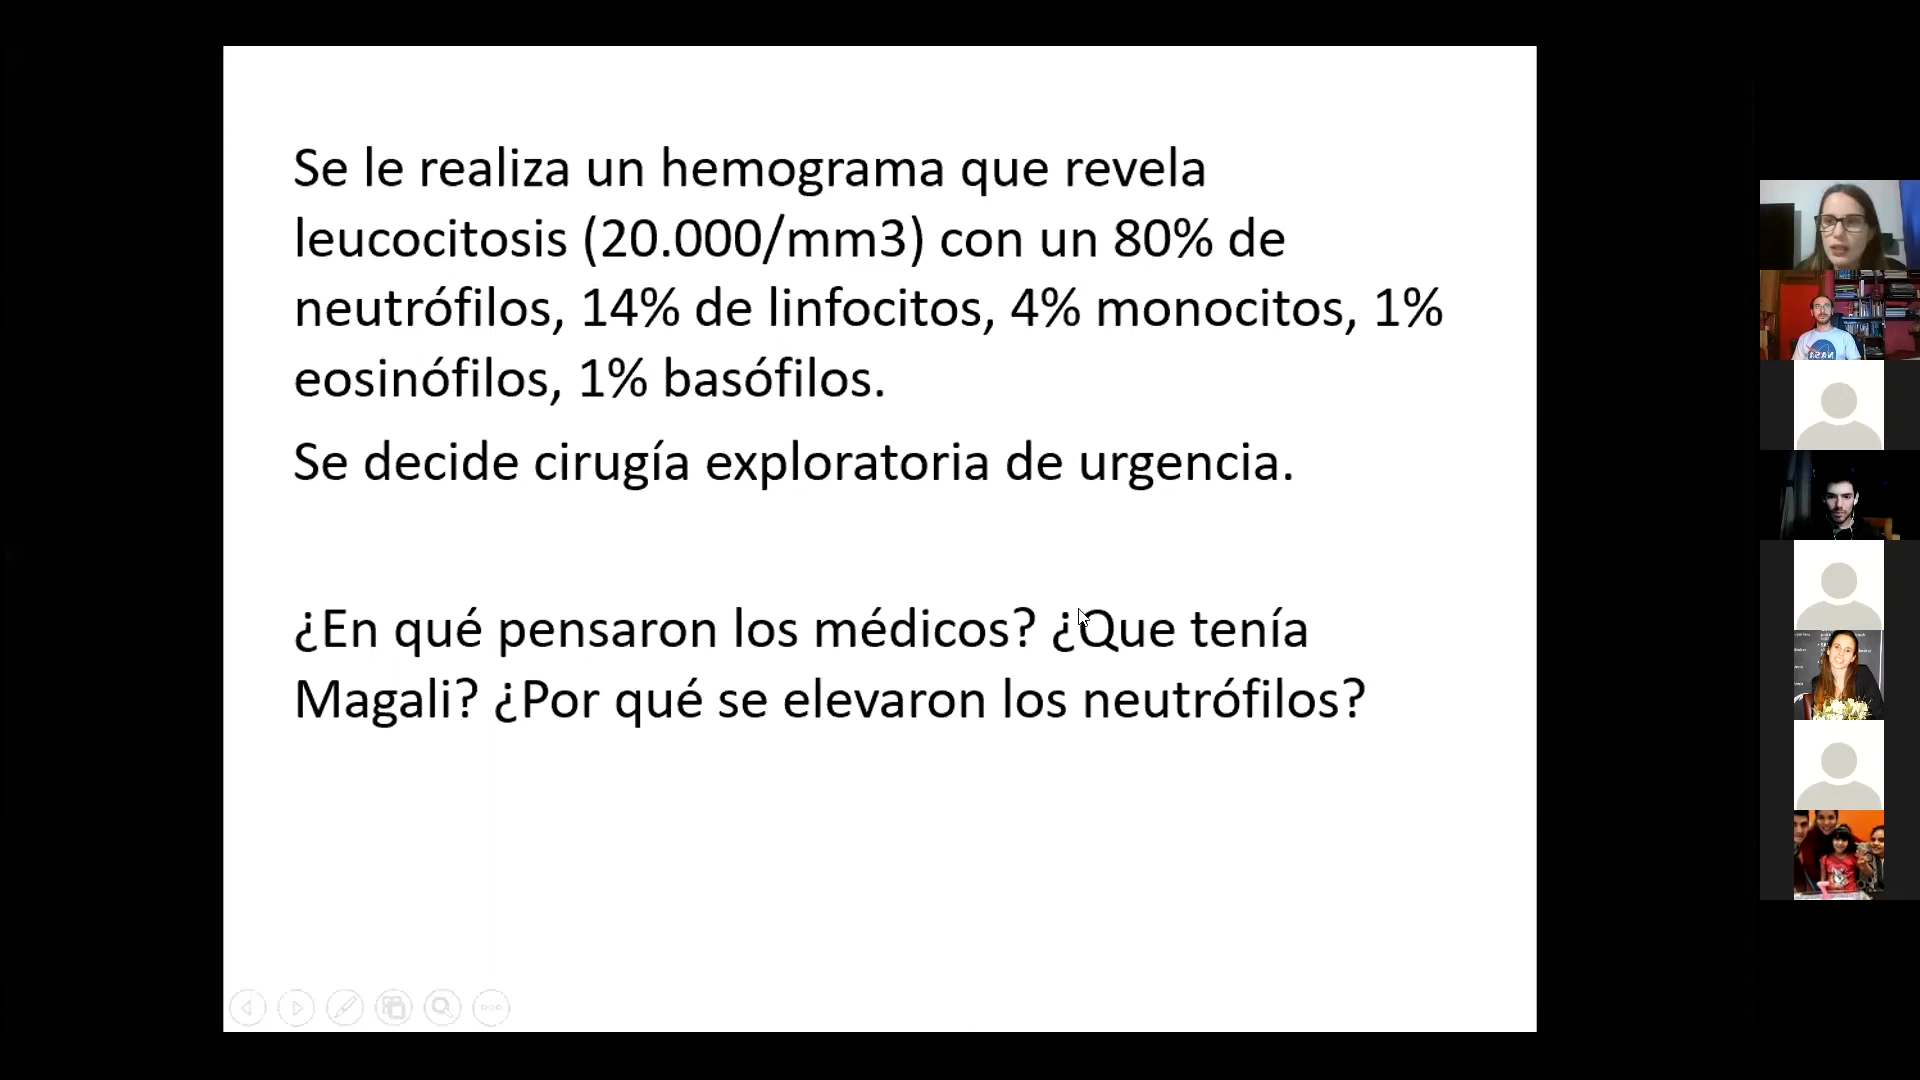 Se le realiza un hemograma que revela
leucocitosis (20.000/mm3) con un 80% de
neutrófilos, 14% de linfocitos, 4% monocitos, 1%
eosinófilos, 1% basófilos.
Se decide cirugía exploratoria de urgencia.
¿En qué pensaron los médicos? ¿Que tenía
Magali? ¿Por qué se elevaron los neutrófilos?